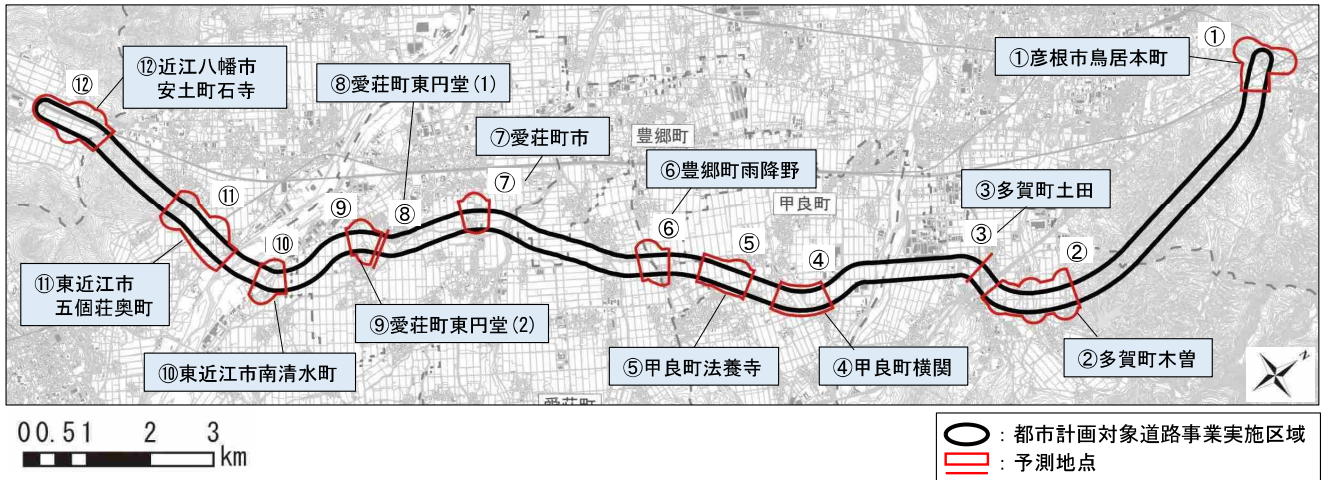 ①彦根市鳥居本町
①
⑫近江八幡市
安土町石寺
⑫
⑧愛荘町東円堂(1)
⑦愛荘町市
豊郷町
⑥豊郷町雨降野
③多賀町土田
甲良町
⑦
⑪
⑨
⑧
⑥
⑤
④
③
②
⑩
⑪東近江市
五個荘奥町
⑨愛荘町東円堂(2)
⑩東近江市南清水町
⑤甲良町法養寺
④甲良町横関
②多賀町木曽
愛荘町
N
0 0.5 1 2 3
km
:都市計画対象道路事業実施区域
:予測地点